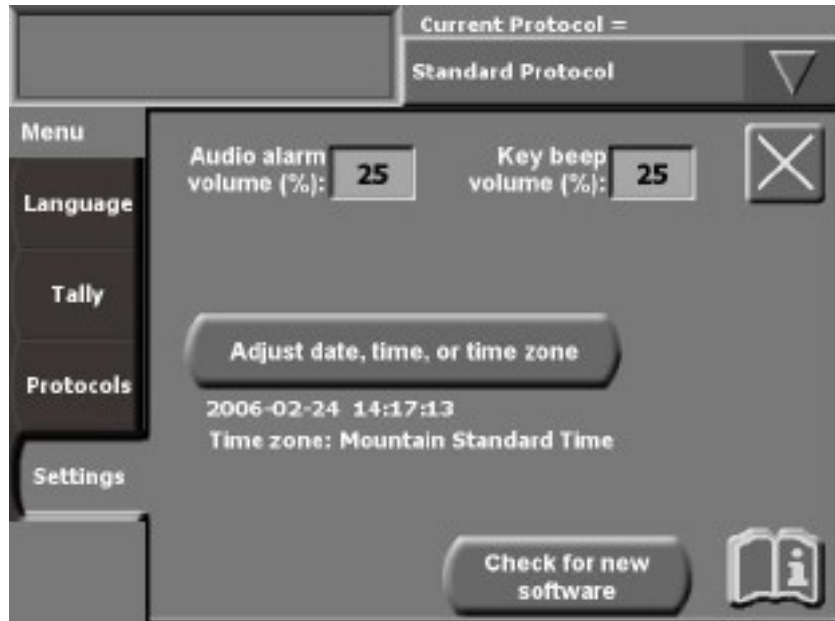 Current Protocol =
Standard Protocol
Menu
Language
Tally
Protocols
Settings
Audio alarm
volume (%): 25
Key beep
volume (%): 25
Adjust date, time, or time zone
2006-02-24 14:17:13
Time zone: Mountain Standard Time
Check for new
software
i